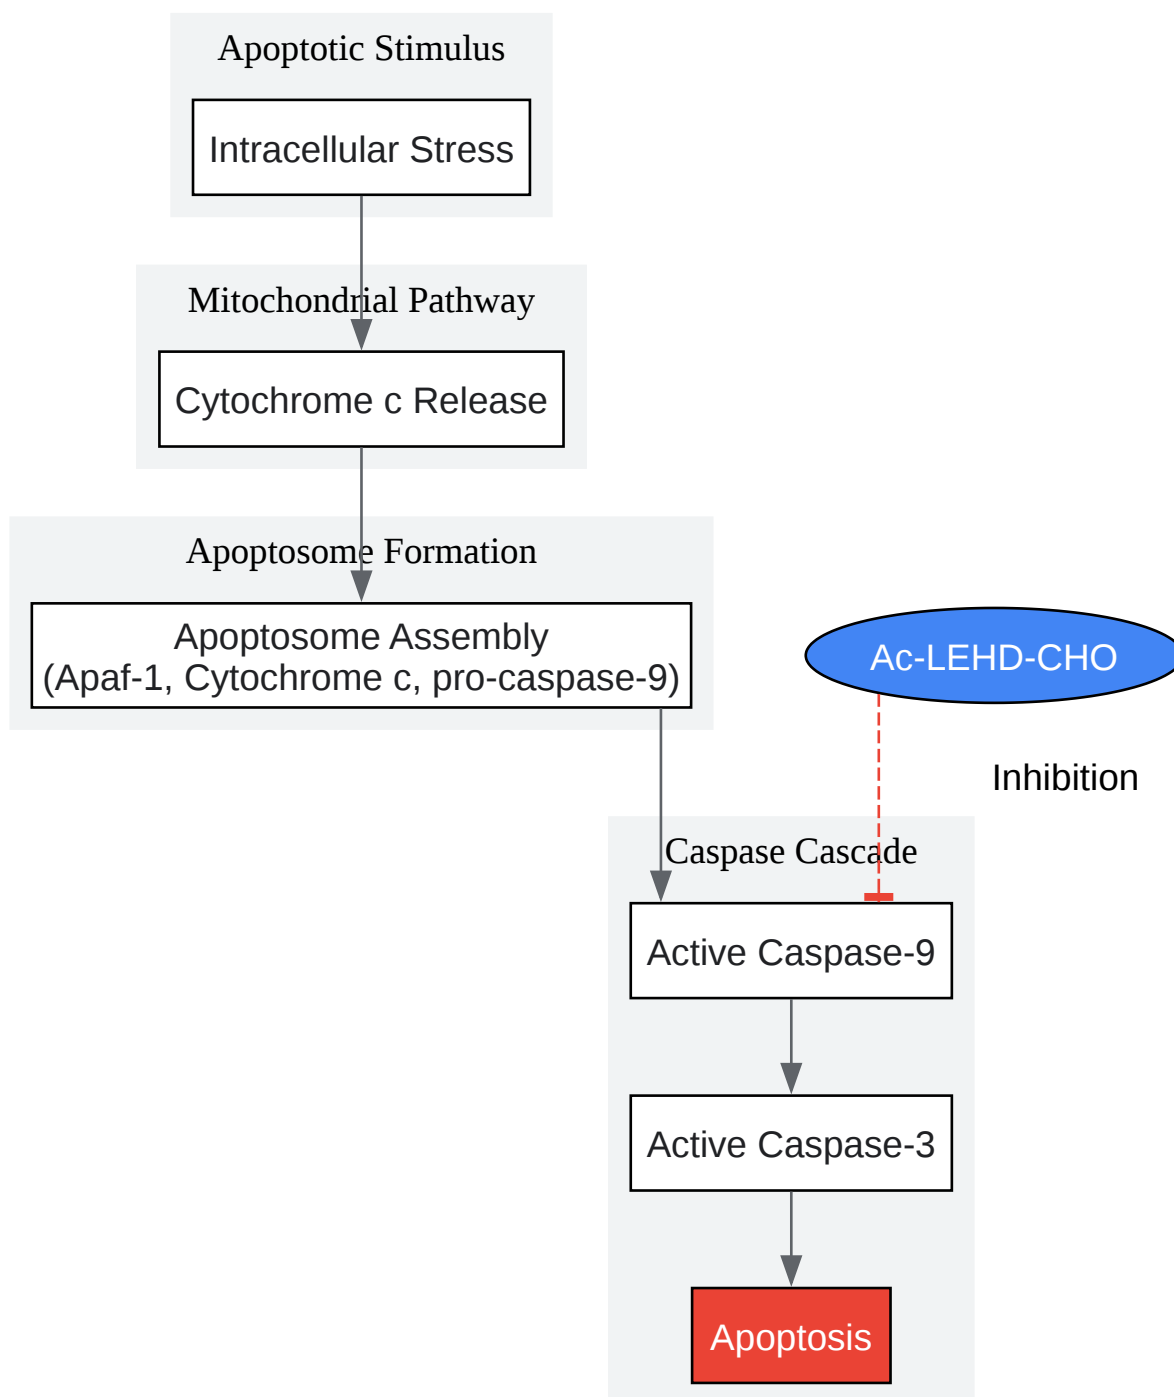 Apoptotic Stimulus
Intracellular Stress
Mitochondrial Pathway
Cytochrome c Release
Apoptosome Formation
Apoptosome Assembly
(Apaf-1, Cytochrome c, pro-caspase-9)
Ac-LEHD-CHO
Inhibition
Caspase Cascade
Active Caspase-9
Active Caspase-3
Apoptosis